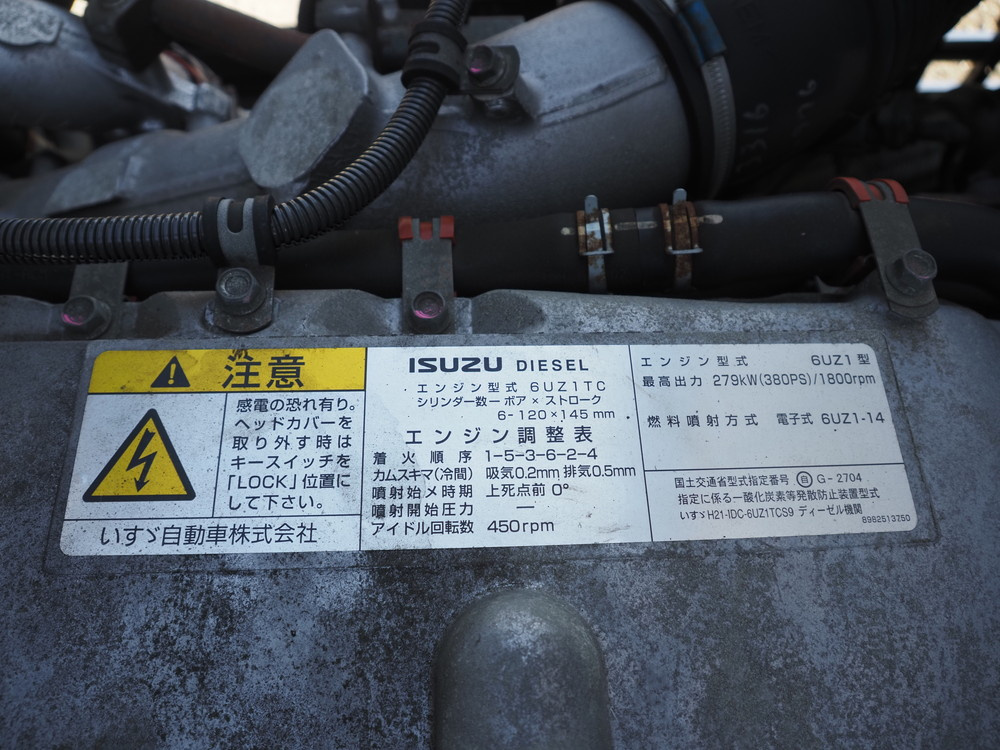 注意
感電の恐れ有り。
ヘッドカバーを
取り外す時は
キースイッチを
「LOCK」位置に
して下さい。
いすゞ自動車株式会社
ISUZU DIESEL
エンジン型式 6UZ1TC
シリンダー数－ボア×ストローク
6-120×145mm
エンジン調整表
着火順序 1-5-3-6-2-4
カムスキマ(冷間) 吸気0.2mm 排気0.5mm
噴射始メ時期 上死点前 0°
噴射開始圧力 —
アイドル回転数 450rpm
エンジン型式 6UZ1型
最高出力 279kW(380PS)/1800rpm
燃料噴射方式 電子式 6UZ1-14
国土交通省型式指定番号 ㊀G-2704
指定に係る一酸化炭素等発散防止装置型式
いすゞH21-IDC-6UZ1TCS9 ディーゼル機関
8982513750